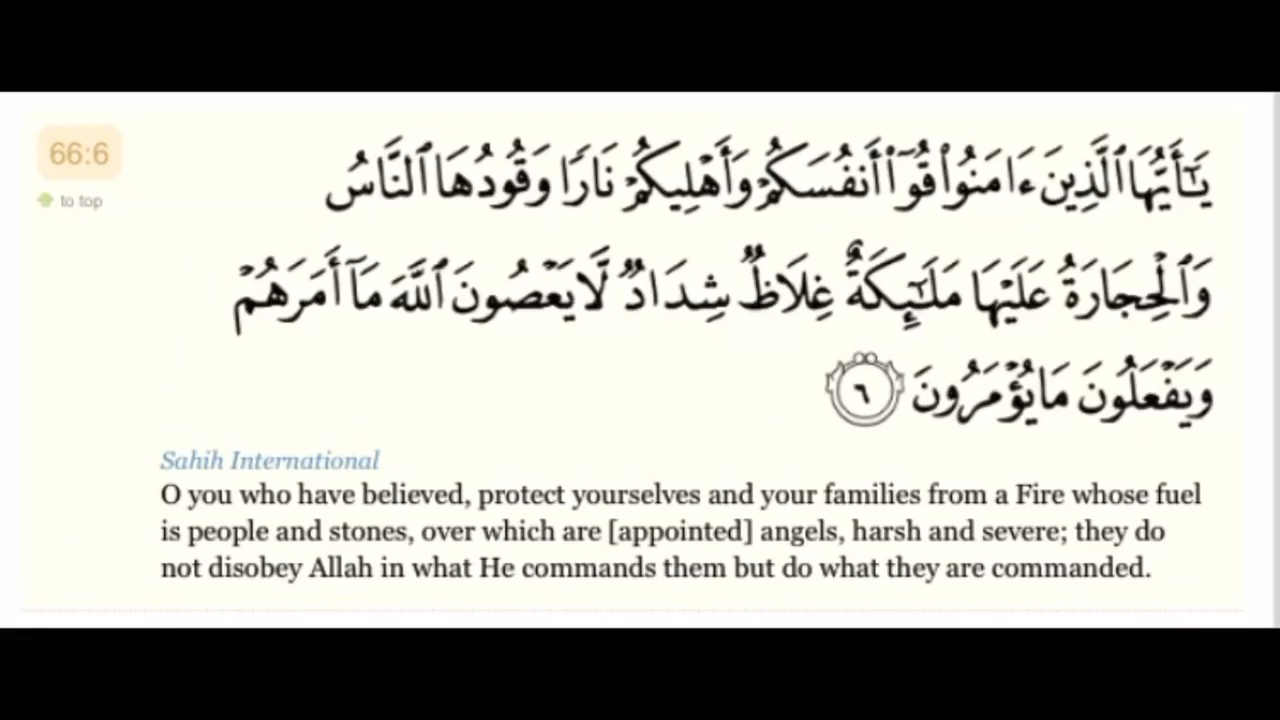 66:6
to top
يَـٰٓأَيُّهَا ٱلَّذِينَ ءَامَنُوا۟ قُوٓا۟ أَنفُسَكُمْ وَأَهْلِيكُمْ نَارًا وَقُودُهَا ٱلنَّاسُ
وَٱلْحِجَارَةُ عَلَيْهَا مَلَـٰٓئِكَةٌ غِلَاظٌ شِدَادٌ لَّا يَعْصُونَ ٱللَّهَ مَآ أَمَرَهُمْ
وَيَفْعَلُونَ مَا يُؤْمَرُونَ ٦
Sahih International
O you who have believed, protect yourselves and your families from a Fire whose fuel
is people and stones, over which are [appointed] angels, harsh and severe; they do
not disobey Allah in what He commands them but do what they are commanded.